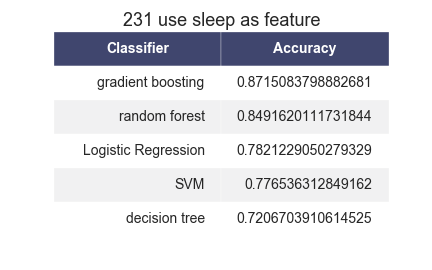 231 use sleep as feature
Classifier Accuracy
gradient boosting 0.8715083798882681
random forest 0.8491620111731844
Logistic Regression 0.7821229050279329
SVM 0.776536312849162
decision tree 0.7206703910614525